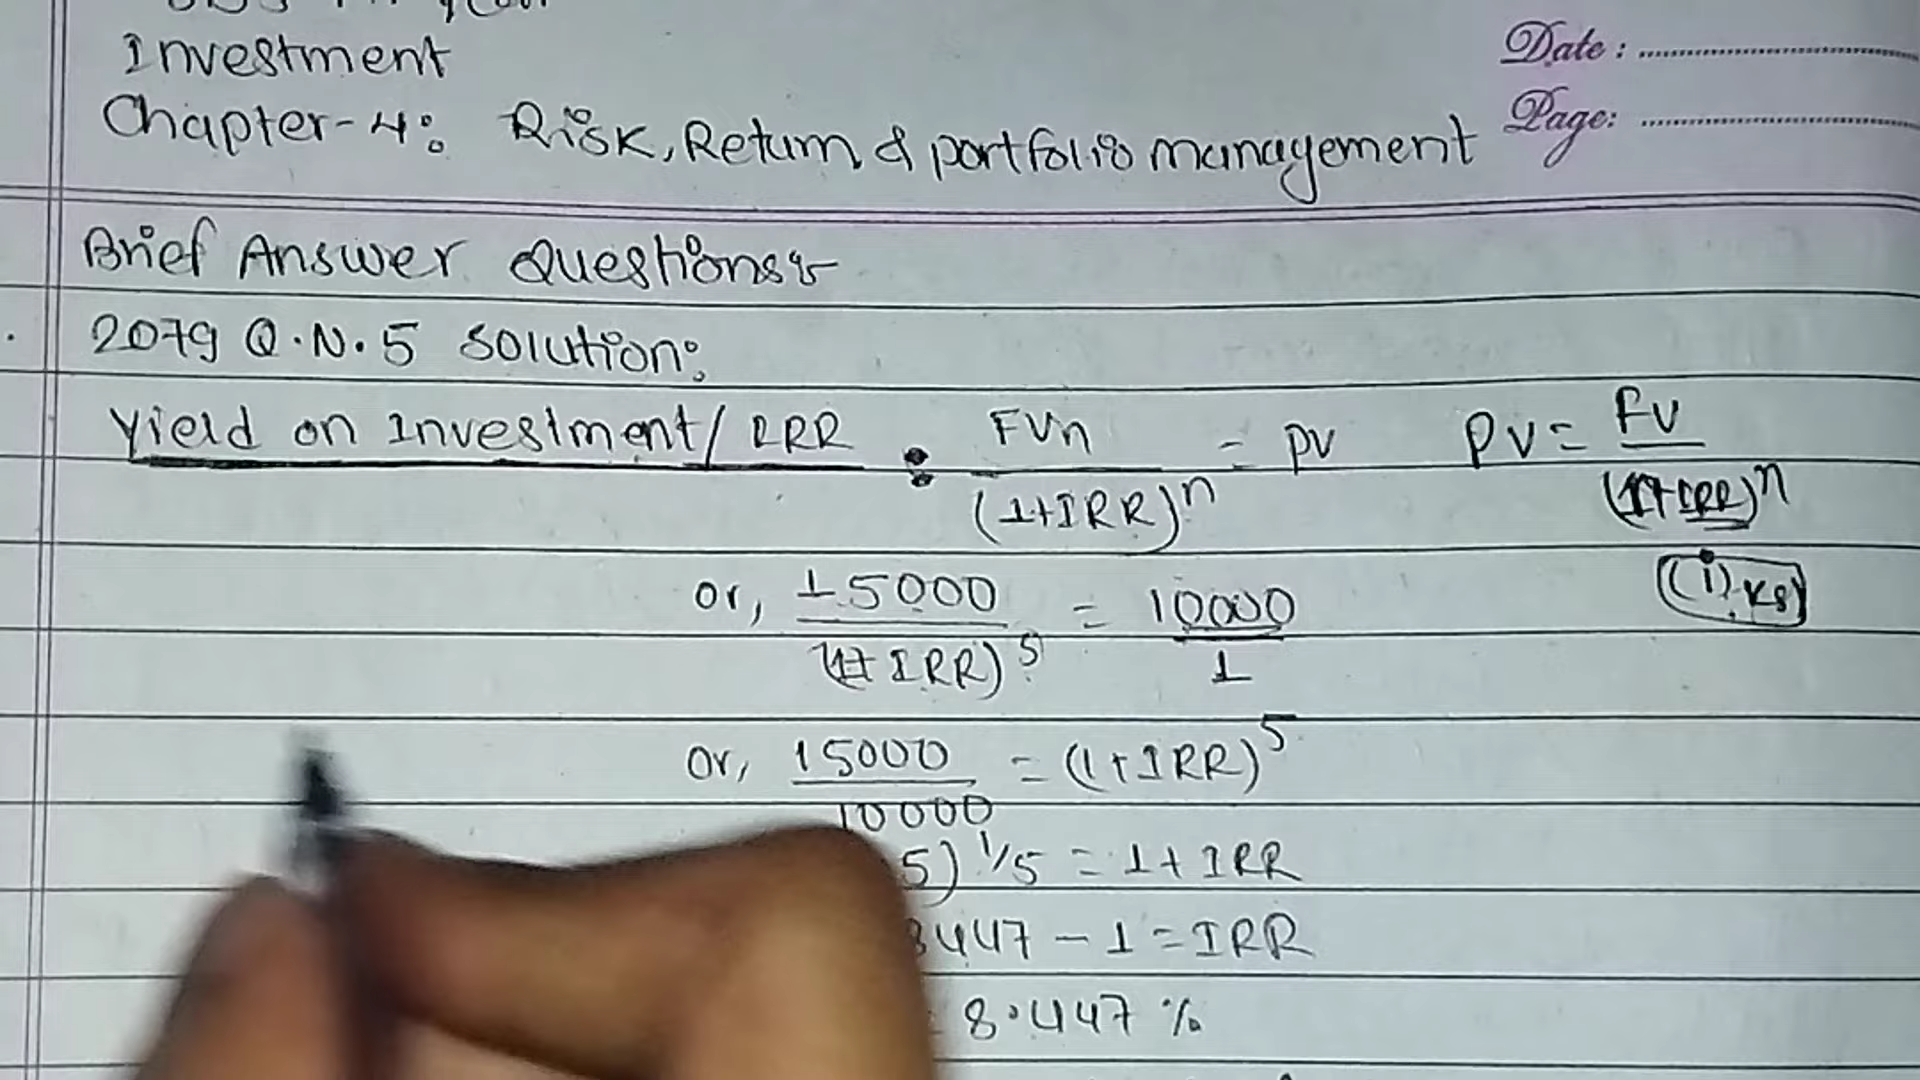 Investment
Date : ....................
Chapter-4: Risk, Return & portfolio management
Page: ....................
Brief Answer Questions:-
2079 Q.N.5 Solution:
Yield on Investment/ IRR : FVn / (1+IRR)^n = PV PV = FV / (1+IRR)^n
(i)
or, 15000 / (1+IRR)^5 = 10000 / 1
or, 15000 / 10000 = (1+IRR)^5
5)^1/5 = 1+IRR
8447 - 1 = IRR
8.447 %